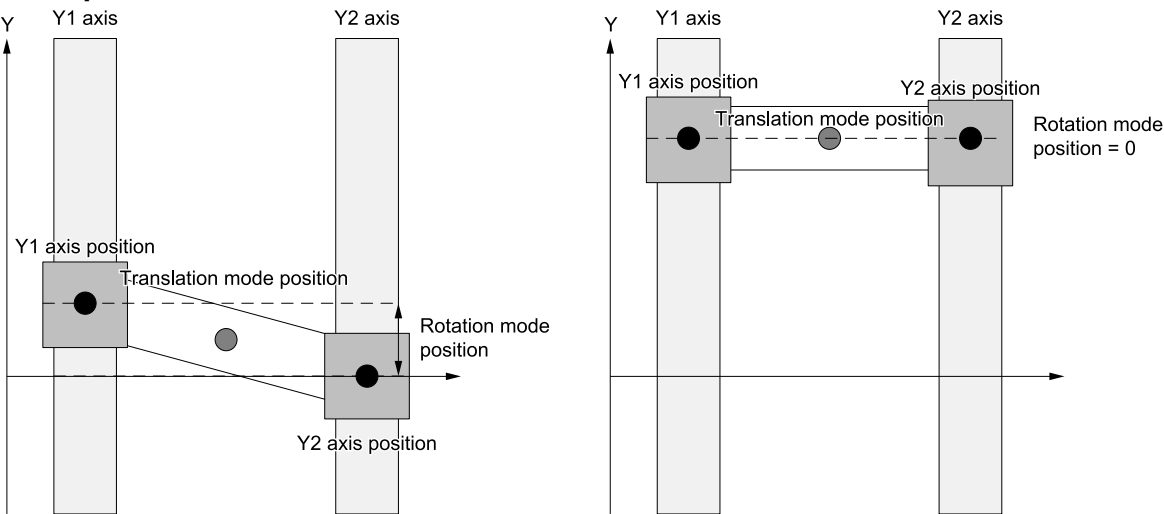 Y1 axis
Y2 axis
Y
Y1 axis position
Translation mode position
Rotation mode
position
Y2 axis position
Y1 axis
Y2 axis
Y
Y1 axis position
Y2 axis position
Translation mode position
Rotation mode
position = 0